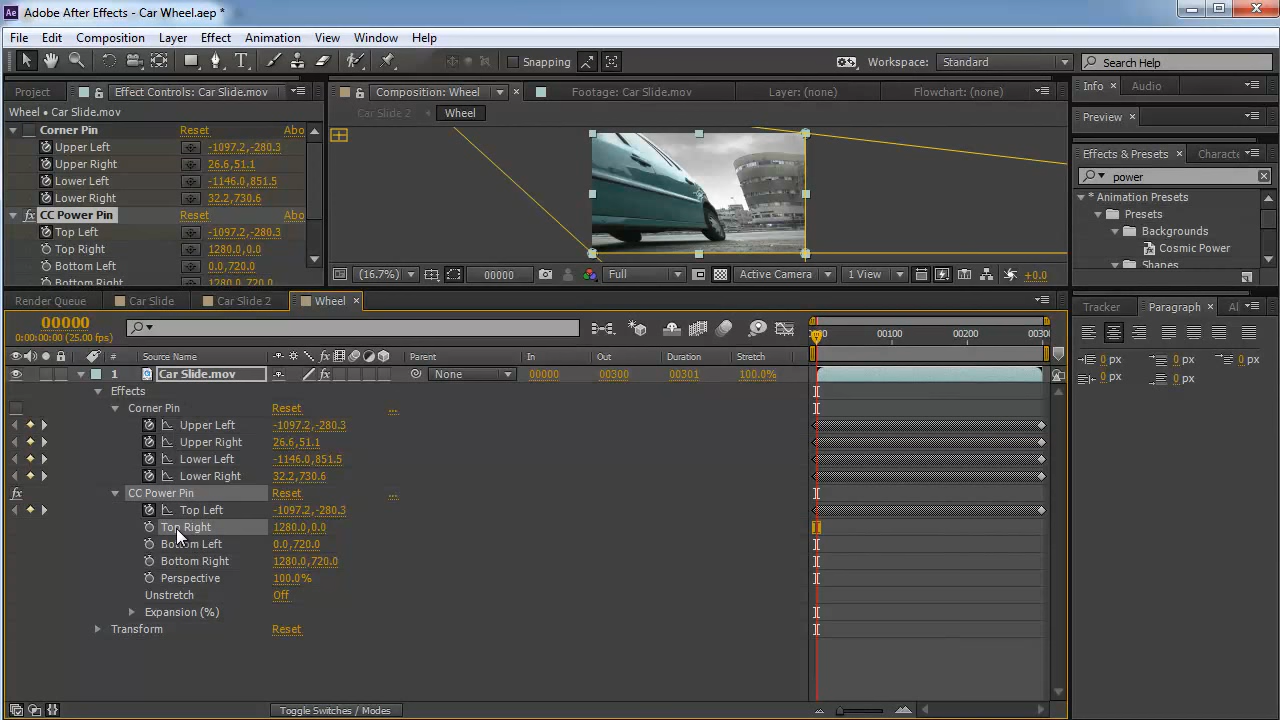 Ae Adobe After Effects - Car Wheel.aep *
File Edit Composition Layer Effect Animation View Window Help
Snapping Workspace: Standard Search Help
Project Effect Controls: Car Slide.mov Composition: Wheel Footage: Car Slide.mov Layer: (none) Flowchart: (none) Info Audio
Wheel • Car Slide.mov Car Slide 2 Wheel Preview
Corner Pin Reset Abo
Upper Left -1097.2,-280.3
Upper Right 26.6,51.1
Lower Left -1146.0,851.5
Lower Right 32.2,730.6
fx CC Power Pin Reset Abo
Top Left -1097.2,-280.3
Top Right 1280.0,0.0
Bottom Left 0.0,720.0
Bottom Right 1280.0,720.0
Effects & Presets Characte
power
* Animation Presets
Presets
Backgrounds
Cosmic Power
Shapes
(16.7%) 00000 Full Active Camera 1 View +0.0
Render Queue Car Slide Car Slide 2 Wheel Tracker Paragraph Al
00000
0:00:00:00 (25.00 fps)
00000 00100 00200 00300
# Source Name fx Parent In Out Duration Stretch
1 Car Slide.mov fx None 00000 00300 00301 100.0%
Effects
Corner Pin Reset ...
Upper Left -1097.2,-280.3
Upper Right 26.6,51.1
Lower Left -1146.0,851.5
Lower Right 32.2,730.6
fx CC Power Pin Reset ...
Top Left -1097.2,-280.3
Top Right 1280.0,0.0
Bottom Left 0.0,720.0
Bottom Right 1280.0,720.0
Perspective 100.0%
Unstretch Off
Expansion (%)
Transform Reset
Toggle Switches / Modes
0 px 0 px 0 px
0 px 0 px